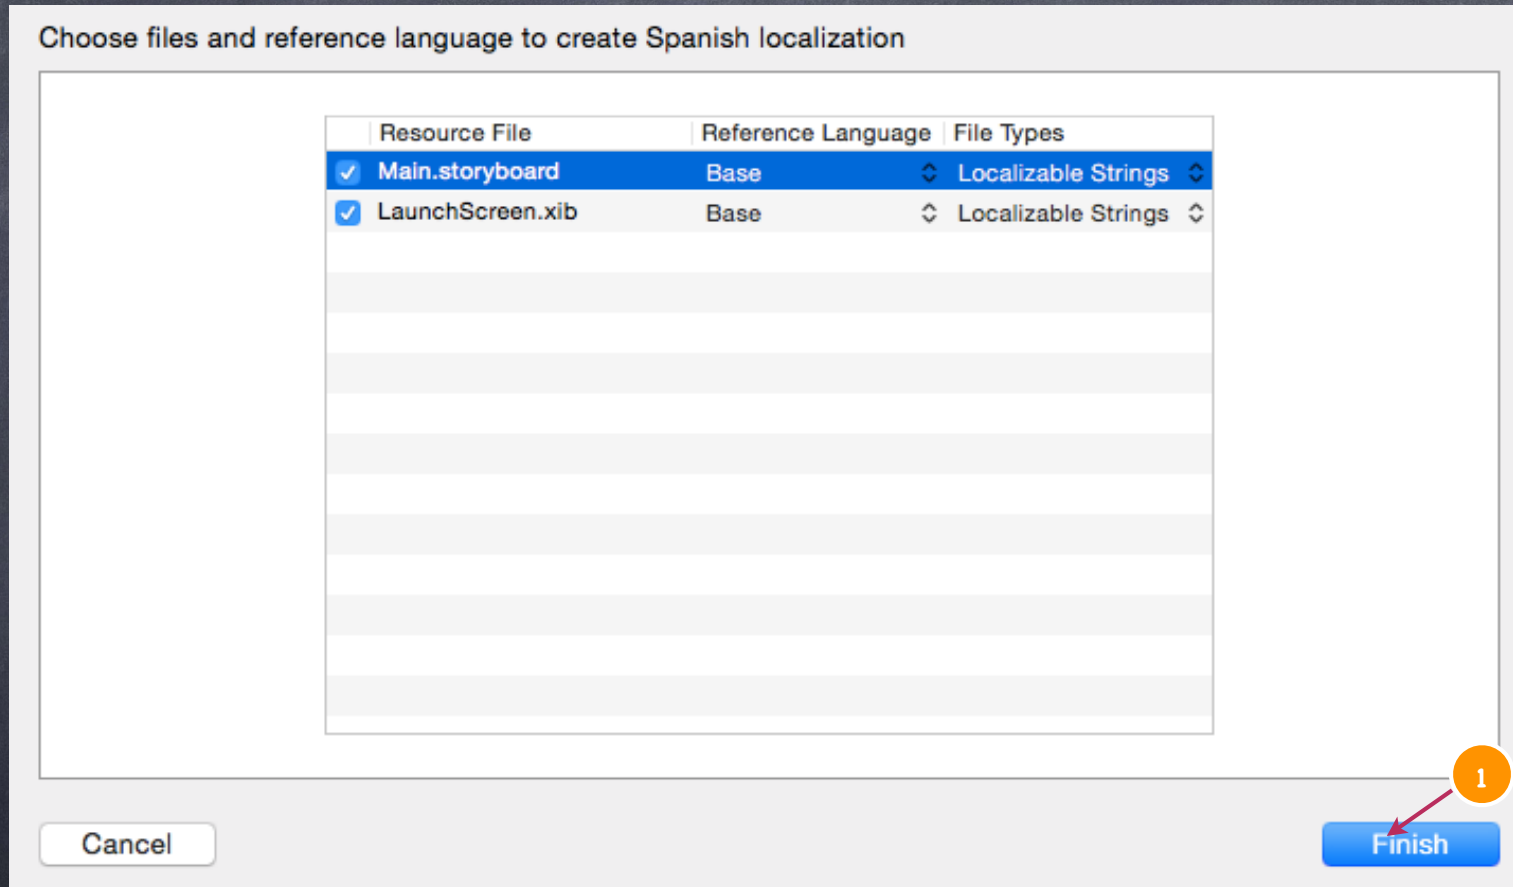 Choose files and reference language to create Spanish localization
Resource File Reference Language File Types
Main.storyboard Base Localizable Strings
LaunchScreen.xib Base Localizable Strings
1
Cancel Finish